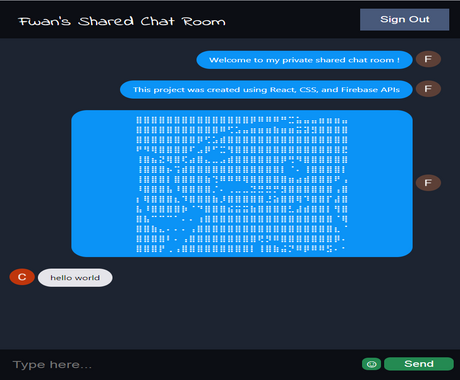 Fwan's Shared Chat Room
Sign Out
Welcome to my private shared chat room !
F
This project was created using React, CSS, and Firebase APIs
F
F
C
hello world
Type here...
Send